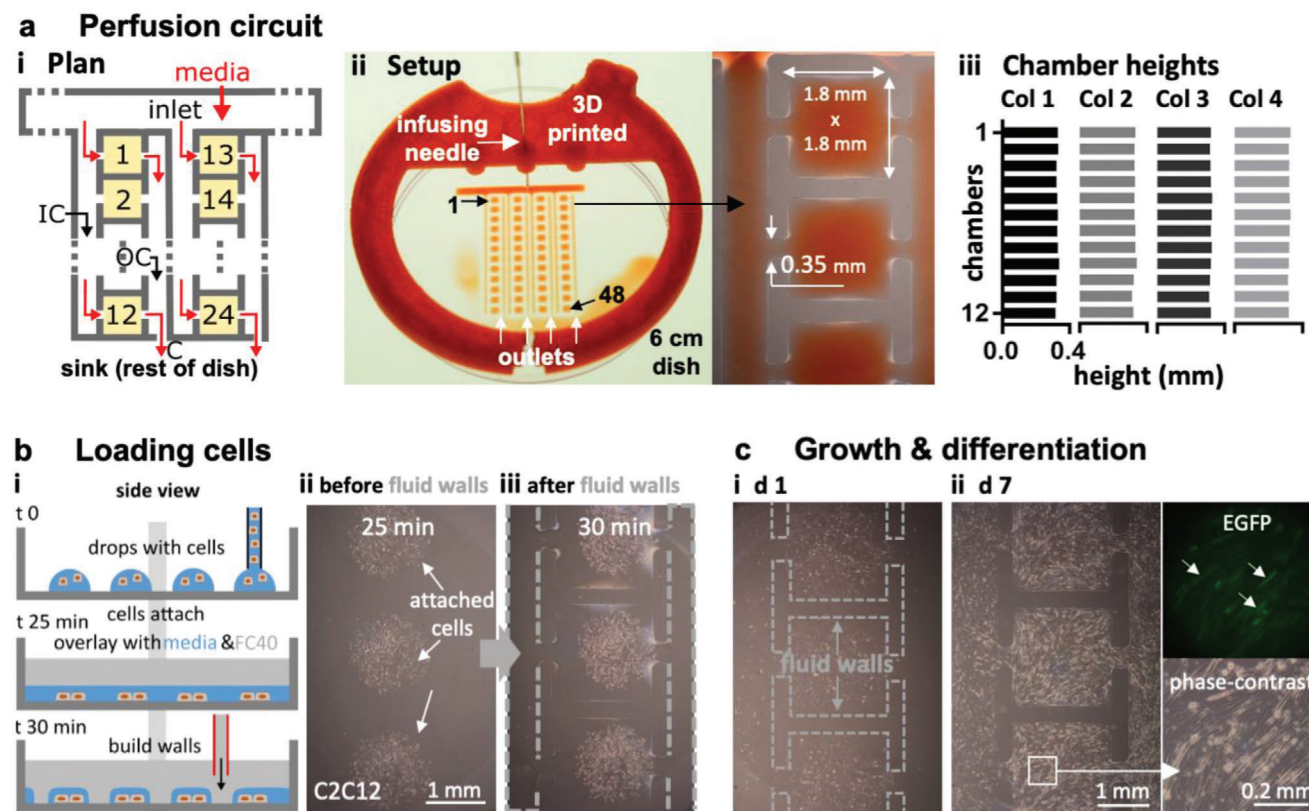 a Perfusion circuit
i Plan
media
inlet
1
13
2
14
IC
OC
12
24
C
sink (rest of dish)
ii Setup
infusing
needle
3D
printed
1
48
outlets
6 cm
dish
1.8 mm
x
1.8 mm
0.35 mm
iii Chamber heights
Col 1 Col 2 Col 3 Col 4
1
chambers
12
0.0 0.4
height (mm)
b Loading cells
i
side view
t 0
drops with cells
cells attach
t 25 min
overlay with media & FC40
t 30 min
build walls
ii before fluid walls
25 min
attached
cells
C2C12
1 mm
iii after fluid walls
30 min
c Growth & differentiation
i d 1
fluid walls
ii d 7
1 mm
EGFP
phase-contrast
0.2 mm